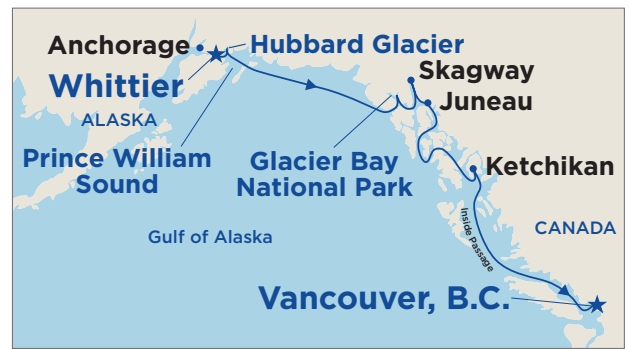 Anchorage
Hubbard Glacier
Whittier
Skagway
Juneau
ALASKA
Prince William
Sound
Glacier Bay
National Park
Ketchikan
Inside Passage
CANADA
Gulf of Alaska
Vancouver, B.C.